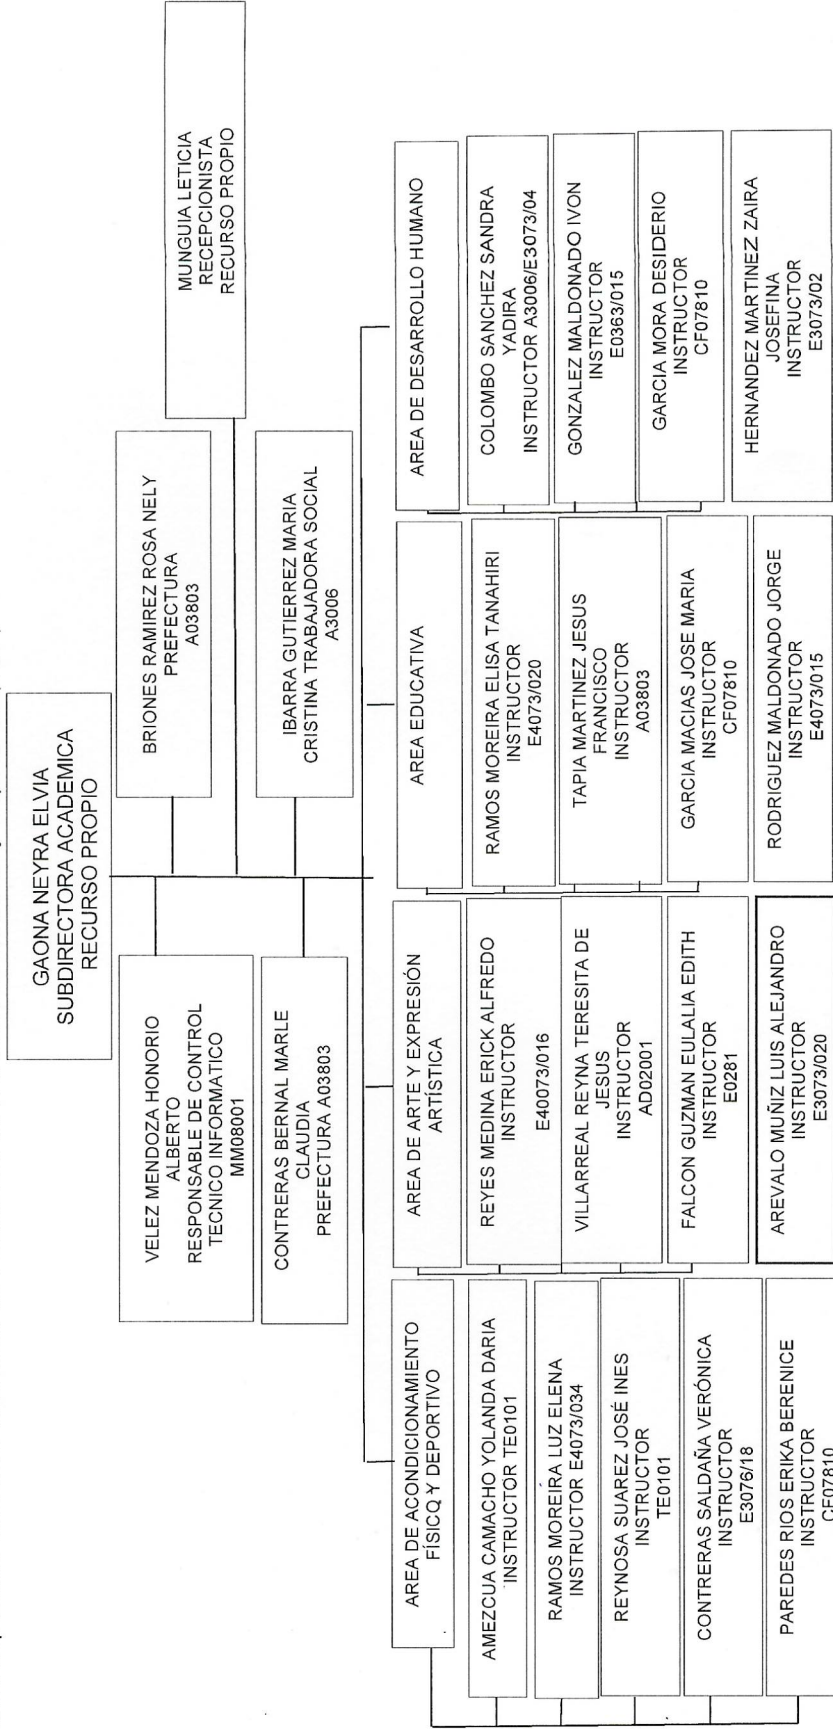 GAONA NEYRA ELVIA
SUBDIRECTORA ACADEMICA
RECURSO PROPIO
VELEZ MENDOZA HONORIO
ALBERTO
RESPONSABLE DE CONTROL
TECNICO INFORMATICO
MM08001
BRIONES RAMIREZ ROSA NELY
PREFECTURA
A03803
MUNGUIA LETICIA
RECEPCIONISTA
RECURSO PROPIO
CONTRERAS BERNAL MARLE
CLAUDIA
PREFECTURA A03803
IBARRA GUTIERREZ MARIA
CRISTINA TRABAJADORA SOCIAL
A3006
AREA DE ACONDICIONAMIENTO
FÍSICO Y DEPORTIVO
AMEZCUA CAMACHO YOLANDA DARIA
INSTRUCTOR TE0101
RAMOS MOREIRA LUZ ELENA
INSTRUCTOR E4073/034
REYNOSA SUAREZ JOSÉ INES
INSTRUCTOR
TE0101
CONTRERAS SALDAÑA VERÓNICA
INSTRUCTOR
E3076/18
PAREDES RIOS ERIKA BERENICE
INSTRUCTOR
CF07810
AREA DE ARTE Y EXPRESIÓN
ARTÍSTICA
REYES MEDINA ERICK ALFREDO
INSTRUCTOR
E40073/016
VILLARREAL REYNA TERESITA DE
JESUS
INSTRUCTOR
AD02001
FALCON GUZMAN EULALIA EDITH
INSTRUCTOR
E0281
AREVALO MUÑIZ LUIS ALEJANDRO
INSTRUCTOR
E3073/020
AREA EDUCATIVA
RAMOS MOREIRA ELISA TANAHIRI
INSTRUCTOR
E4073/020
TAPIA MARTINEZ JESUS
FRANCISCO
INSTRUCTOR
A03803
GARCIA MACIAS JOSE MARIA
INSTRUCTOR
CF07810
RODRIGUEZ MALDONADO JORGE
INSTRUCTOR
E4073/015
AREA DE DESARROLLO HUMANO
COLOMBO SANCHEZ SANDRA
YADIRA
INSTRUCTOR A3006/E3073/04
GONZALEZ MALDONADO IVON
INSTRUCTOR
E0363/015
GARCIA MORA DESIDERIO
INSTRUCTOR
CF07810
HERNANDEZ MARTINEZ ZAIRA
JOSEFINA
INSTRUCTOR
E3073/02